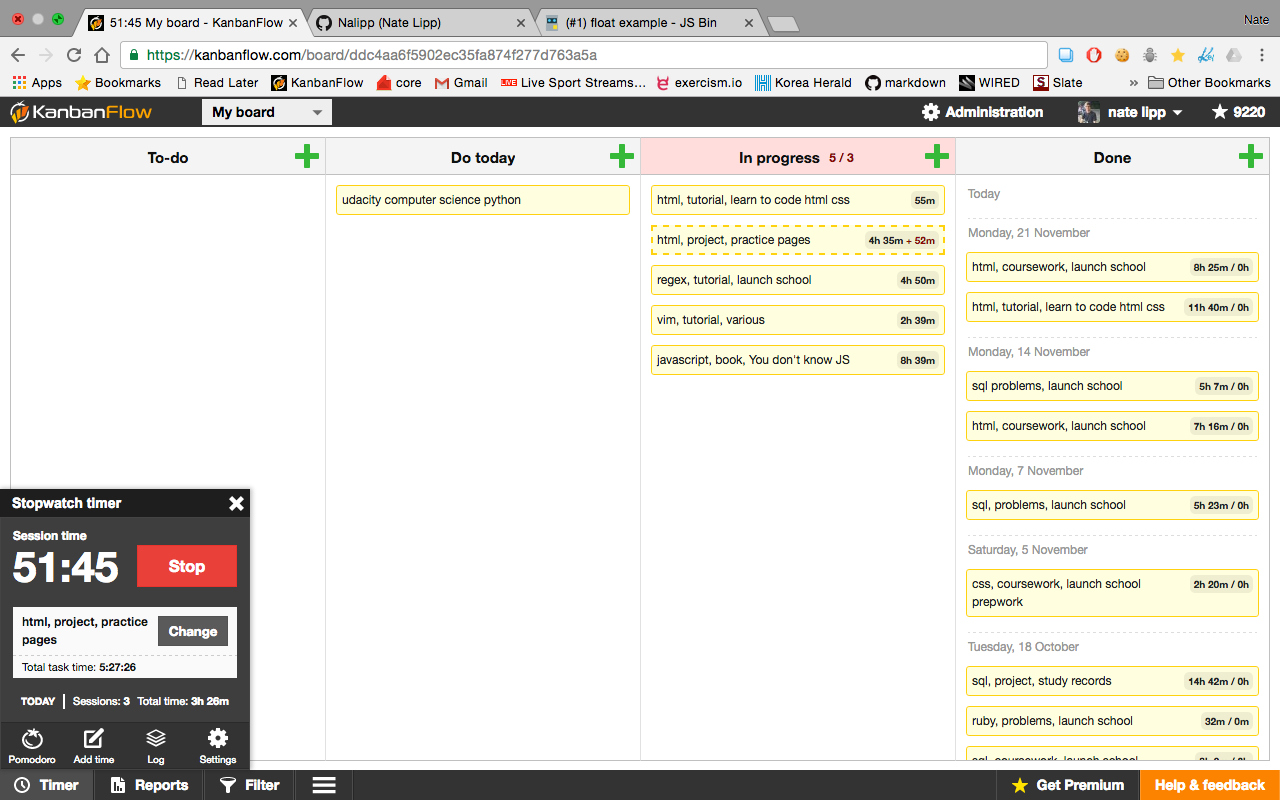 51:45 My board - KanbanFlow
Nalipp (Nate Lipp)
(#1) float example - JS Bin
Nate
https://kanbanflow.com/board/ddc4aa6f5902ec35fa874f277d763a5a
Apps
Bookmarks
Read Later
KanbanFlow
core
Gmail
LIVE Live Sport Streams...
exercism.io
Korea Herald
markdown
WIRED
S Slate
»
Other Bookmarks
KanbanFlow
My board
Administration
nate lipp
9220
To-do
Do today
udacity computer science python
In progress 5 / 3
html, tutorial, learn to code html css 55m
html, project, practice pages 4h 35m + 52m
regex, tutorial, launch school 4h 50m
vim, tutorial, various 2h 39m
javascript, book, You don't know JS 8h 39m
Done
Today
Monday, 21 November
html, coursework, launch school 8h 25m / 0h
html, tutorial, learn to code html css 11h 40m / 0h
Monday, 14 November
sql problems, launch school 5h 7m / 0h
html, coursework, launch school 7h 16m / 0h
Monday, 7 November
sql, problems, launch school 5h 23m / 0h
Saturday, 5 November
css, coursework, launch school 2h 20m / 0h
prepwork
Tuesday, 18 October
sql, project, study records 14h 42m / 0h
ruby, problems, launch school 32m / 0m
Stopwatch timer
Session time
51:45
Stop
html, project, practice
pages
Change
Total task time: 5:27:26
TODAY Sessions: 3 Total time: 3h 26m
Pomodoro
Add time
Log
Settings
Timer
Reports
Filter
Get Premium
Help & feedback